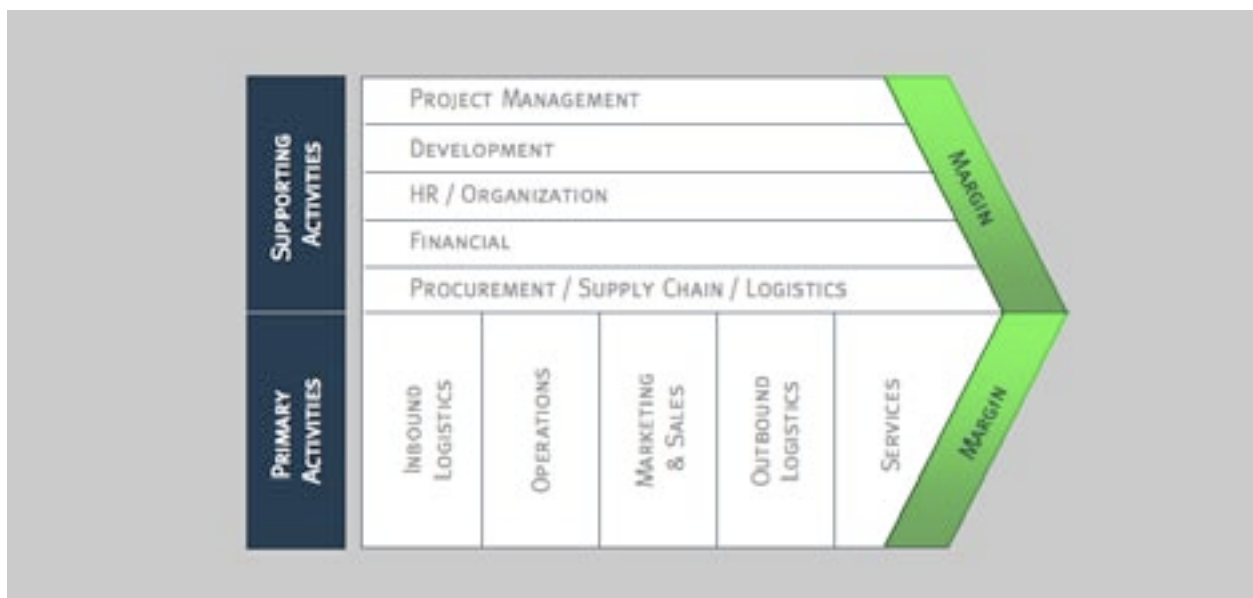 SUPPORTING
ACTIVITIES
PROJECT MANAGEMENT
DEVELOPMENT
HR / ORGANIZATION
FINANCIAL
PROCUREMENT / SUPPLY CHAIN / LOGISTICS
MARGIN
PRIMARY
ACTIVITIES
INBOUND
LOGISTICS
OPERATIONS
MARKETING
& SALES
OUTBOUND
LOGISTICS
SERVICES
MARGIN